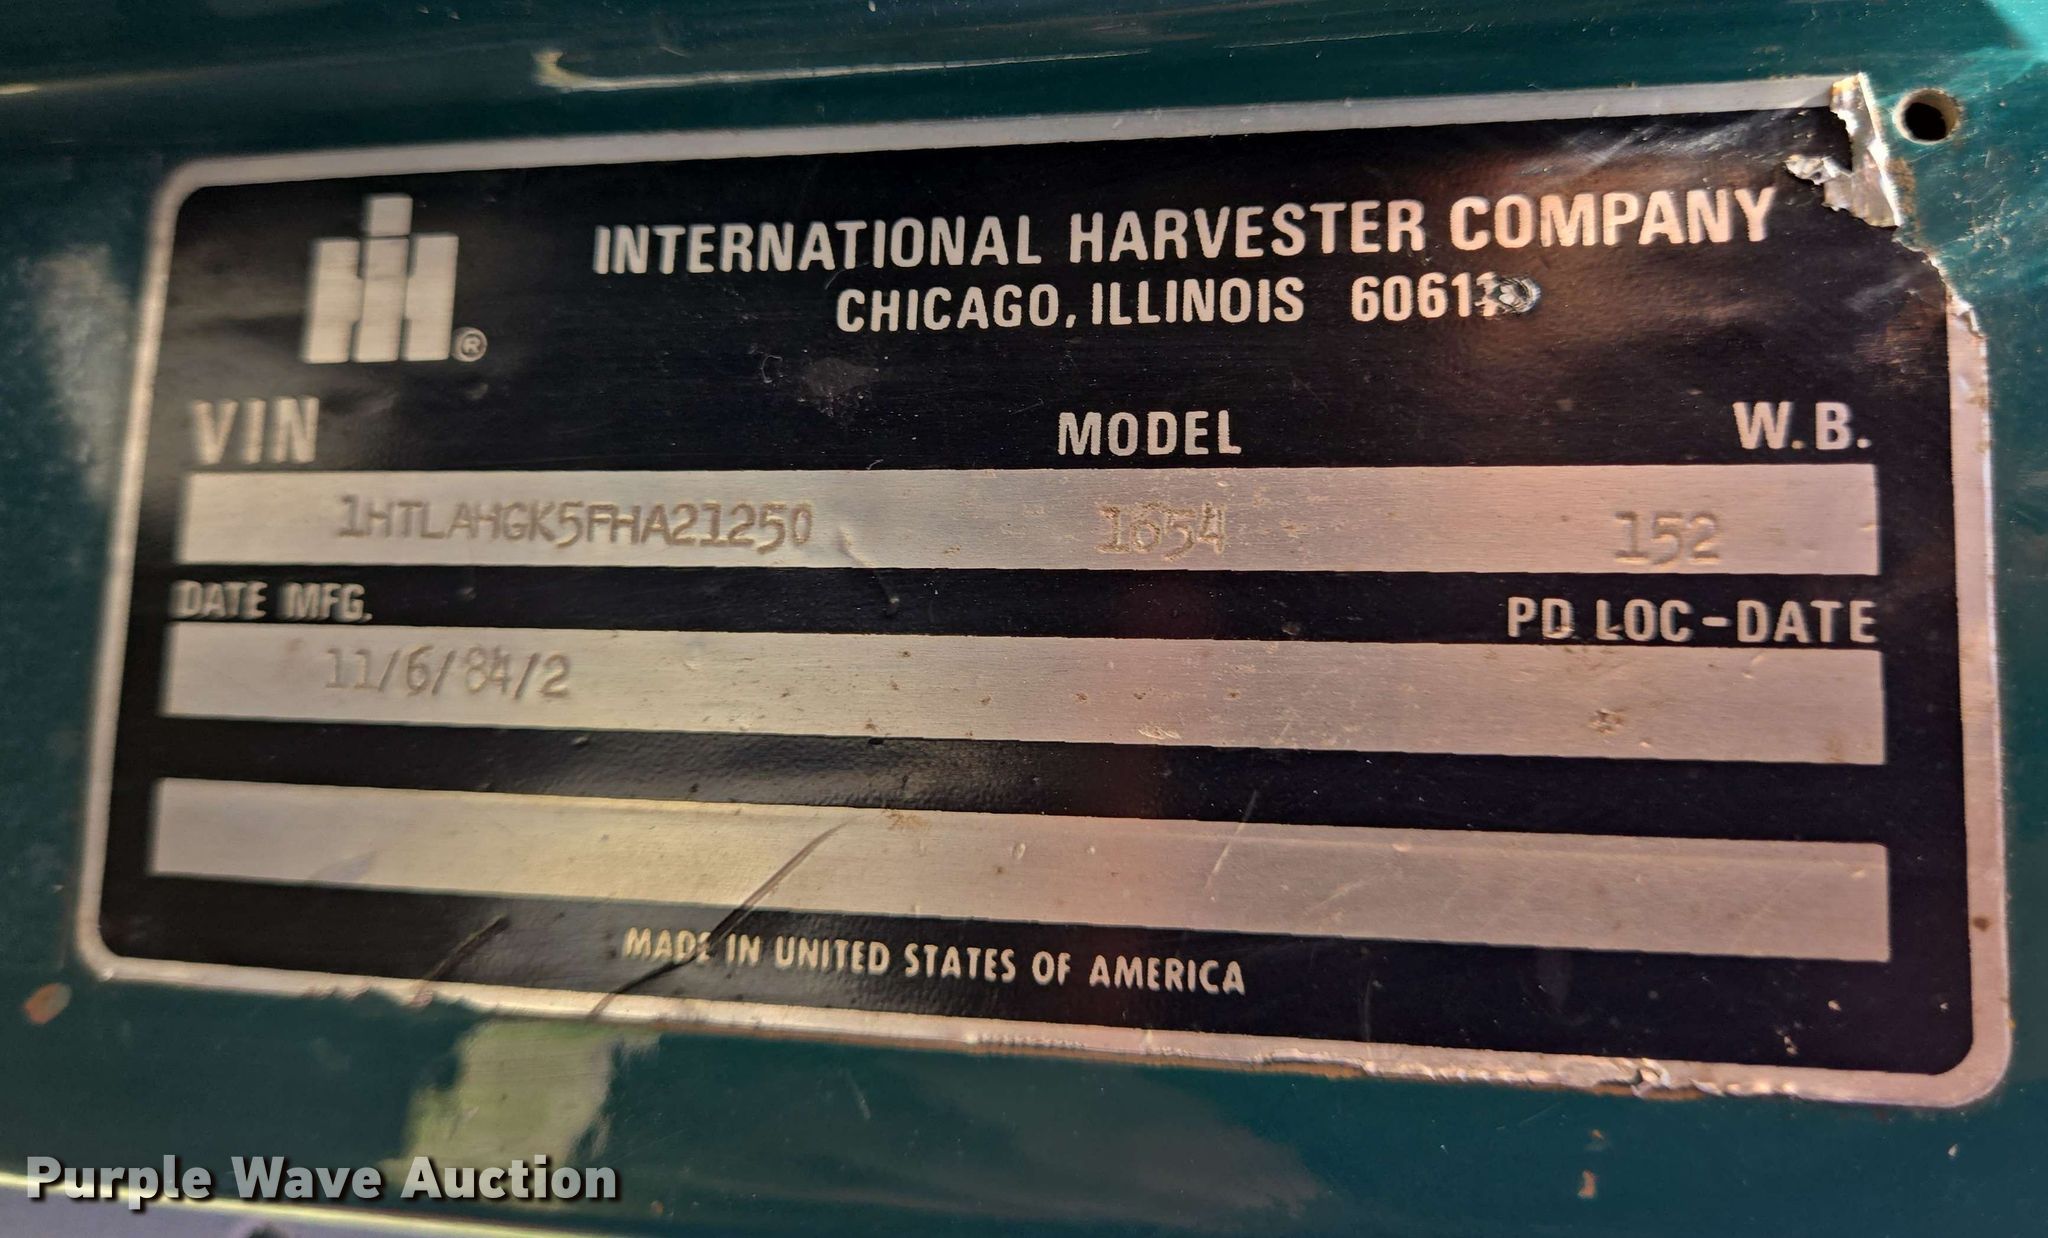 INTERNATIONAL HARVESTER COMPANY
CHICAGO, ILLINOIS
VIN MODEL W.B.
1HTLAHGK5FHA21250 1654 152
DATE MFG. PD LOC-DATE
11/6/84/2
MADE IN UNITED STATES OF AMERICA
Purple Wave Auction